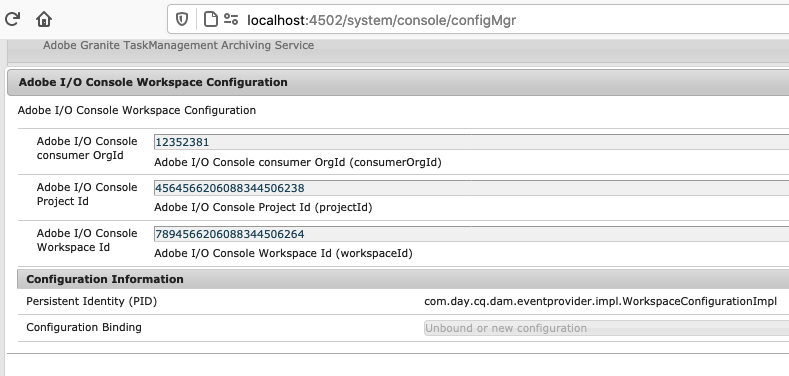 localhost:4502/system/console/configMgr
Adobe Granite TaskManagement Archiving Service
Adobe I/O Console Workspace Configuration
Adobe I/O Console Workspace Configuration
Adobe I/O Console consumer OrgId
12352381
Adobe I/O Console consumer OrgId (consumerOrgId)
Adobe I/O Console Project Id
4564566206088344506238
Adobe I/O Console Project Id (projectId)
Adobe I/O Console Workspace Id
7894566206088344506264
Adobe I/O Console Workspace Id (workspaceId)
Configuration Information
Persistent Identity (PID)
com.day.cq.dam.eventprovider.impl.WorkspaceConfigurationImpl
Configuration Binding
Unbound or new configuration